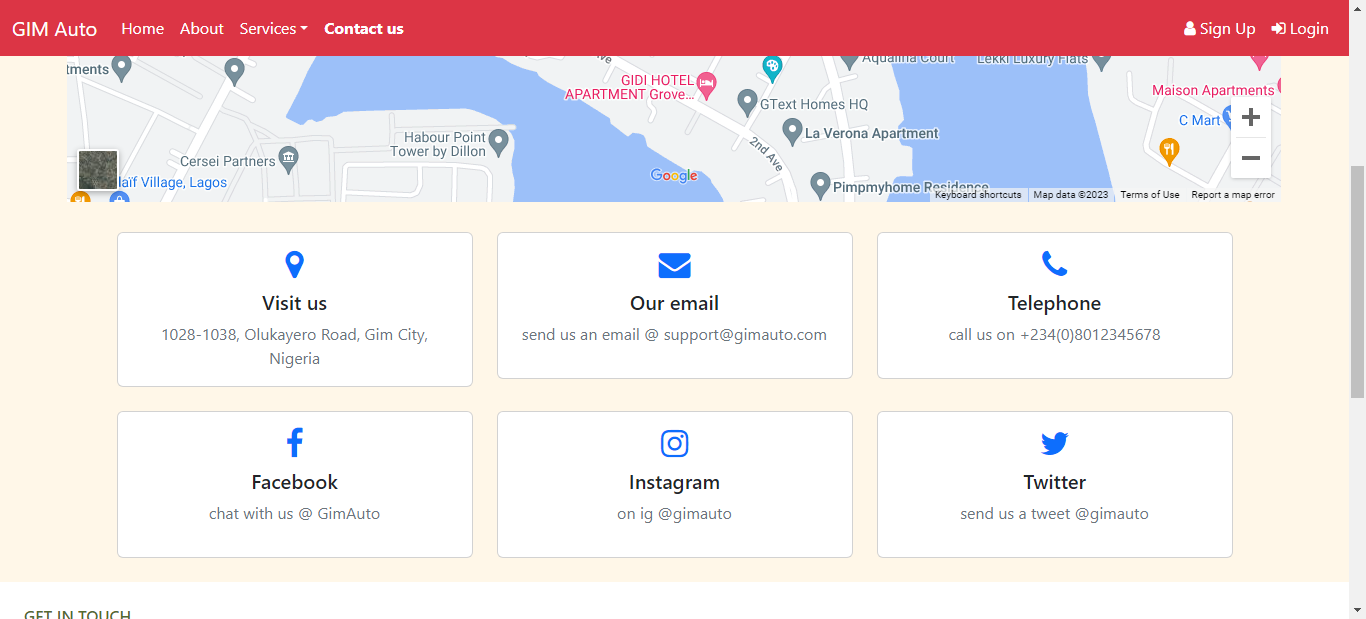 GIM Auto Home About Services Contact us Sign Up Login
tments
Aqualina Court
Lekki Luxury Flats
GIDI HOTEL
APARTMENT Grove...
Maison Apartments
GText Homes HQ
C Mart
La Verona Apartment
Habour Point
Tower by Dillon
2nd Ave
Cersei Partners
Naïf Village, Lagos
Google
Pimpmyhome Residence
Keyboard shortcuts Map data ©2023 Terms of Use Report a map error
Visit us
1028-1038, Olukayero Road, Gim City,
Nigeria
Our email
send us an email @ support@gimauto.com
Telephone
call us on +234(0)8012345678
Facebook
chat with us @ GimAuto
Instagram
on ig @gimauto
Twitter
send us a tweet @gimauto
GET IN TOUCH